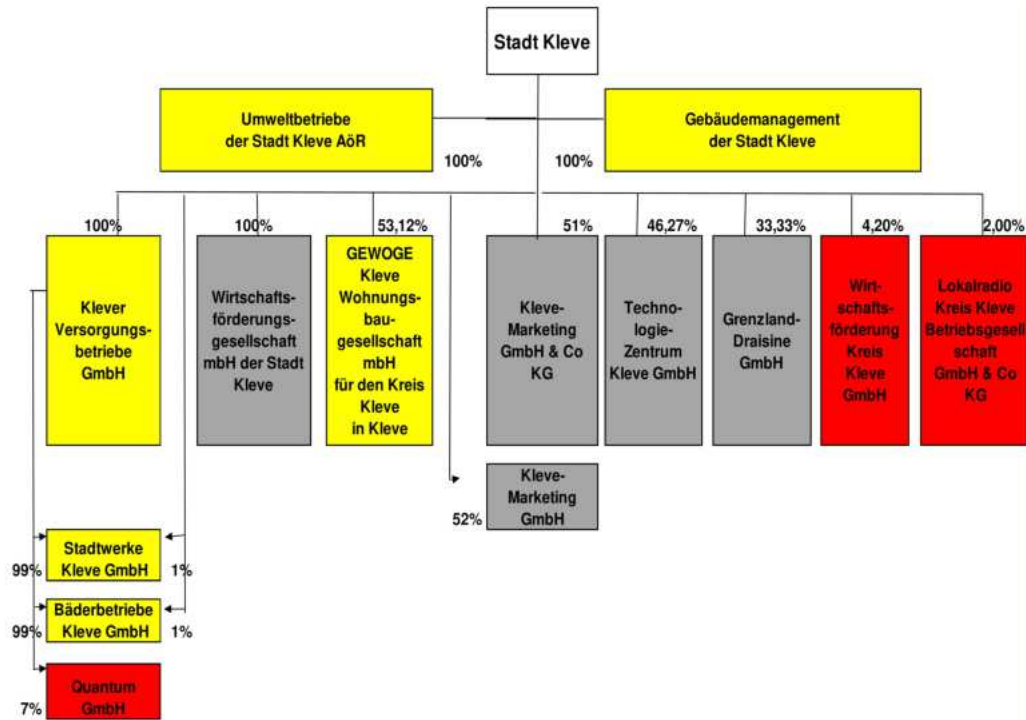 Stadt Kleve
Umweltbetriebe
der Stadt Kleve AöR
100%
100%
Gebäudemanagement
der Stadt Kleve
100%
Klever
Versorgungs-
betriebe
GmbH
100%
Wirtschafts-
förderungs-
gesellschaft
mbH der Stadt
Kleve
53,12%
GEWOGE
Kleve
Wohnungs-
bau-
gesellschaft
mbH
für den Kreis
Kleve
in Kleve
51%
Kleve-
Marketing
GmbH & Co
KG
46,27%
Techno-
logie-
Zentrum
Kleve GmbH
33,33%
Grenzland-
Draisine
GmbH
4,20%
Wirt-
schafts-
förderung
Kreis
Kleve
GmbH
2,00%
Lokalradio
Kreis Kleve
Betriebsgesell
schaft
GmbH & Co
KG
52%
Kleve-
Marketing
GmbH
99%
Stadtwerke
Kleve GmbH
1%
99%
Bäderbetriebe
Kleve GmbH
1%
7%
Quantum
GmbH